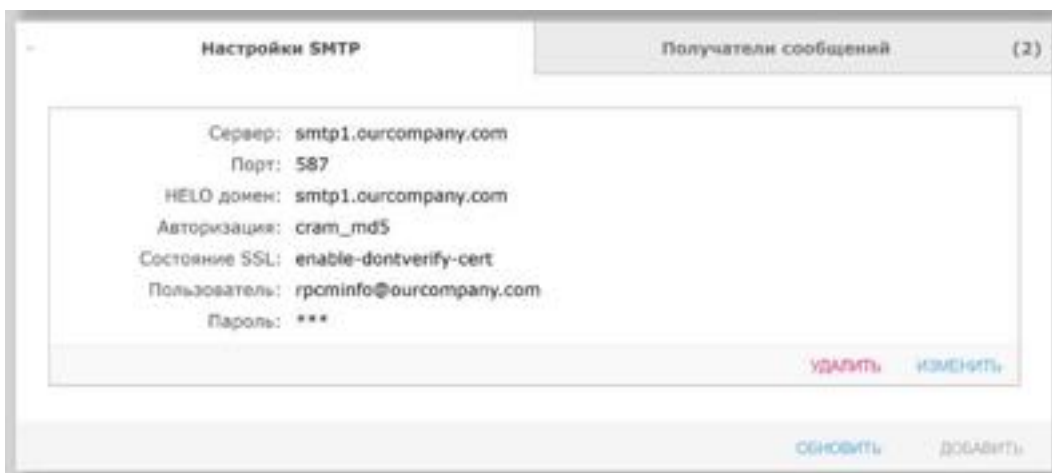 Настройки SMTP
Получатели сообщений (2)
Сервер: smtp1.ourcompany.com
Порт: 587
HELO домен: smtp1.ourcompany.com
Авторизация: cram_md5
Состояние SSL: enable-dontverify-cert
Пользователь: rpcminfo@ourcompany.com
Пароль: ***
УДАЛИТЬ ИЗМЕНИТЬ
ОБНОВИТЬ ДОБАВИТЬ